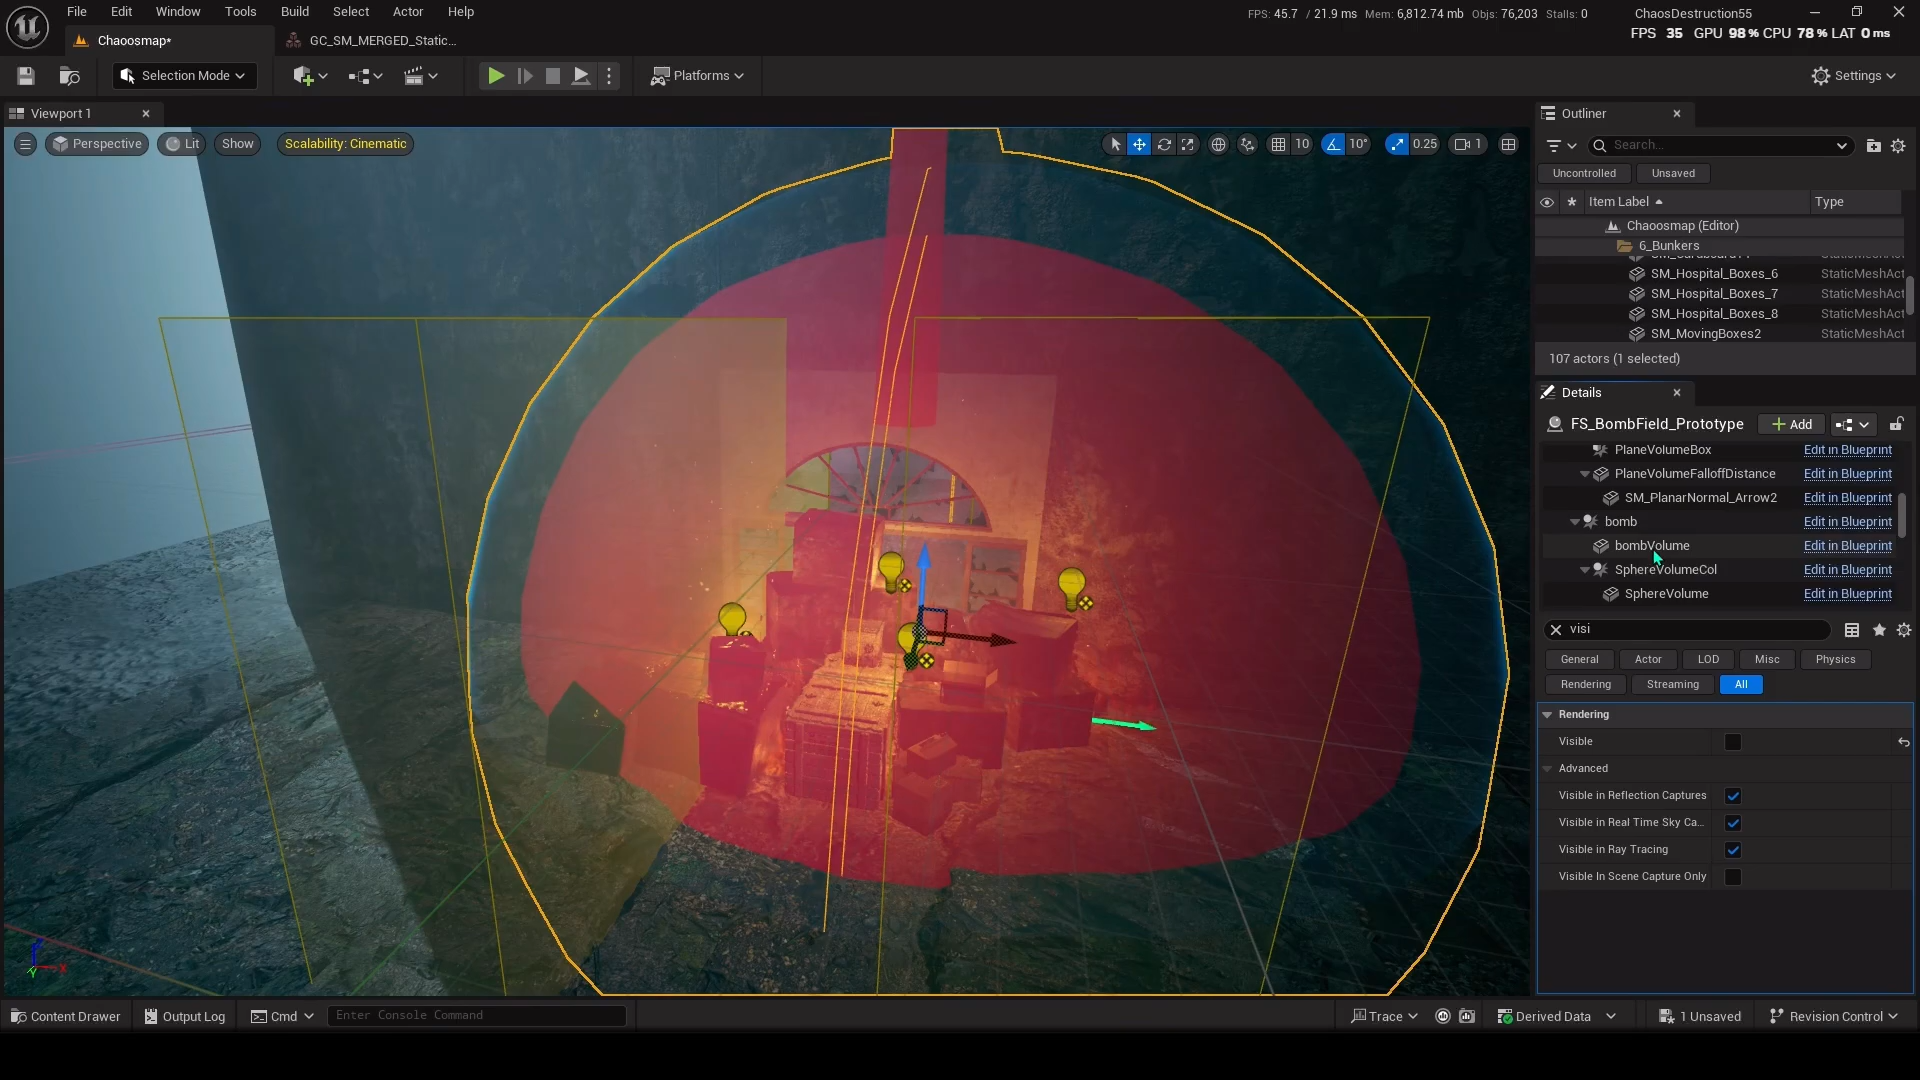 File Edit Window Tools Build Select Actor Help
FPS: 45.7 / 21.9 ms Mem: 6,812.74 mb Objs: 76,203 Stalls: 0
ChaosDestruction55
FPS 35 GPU 98% CPU 78% LAT 0 ms
Chaoosmap*
GC_SM_MERGED_Static...
Selection Mode
Platforms
Settings
Viewport 1
Perspective
Lit
Show
Scalability: Cinematic
10
10°
0.25
1
Outliner
Search...
Uncontrolled
Unsaved
Item Label
Type
Chaoosmap (Editor)
6_Bunkers
SM_Hospital_Boxes_6 StaticMeshAct
SM_Hospital_Boxes_7 StaticMeshAct
SM_Hospital_Boxes_8 StaticMeshAct
SM_MovingBoxes2 StaticMeshAct
107 actors (1 selected)
Details
FS_BombField_Prototype
Add
PlaneVolumeBox Edit in Blueprint
PlaneVolumeFalloffDistance Edit in Blueprint
SM_PlanarNormal_Arrow2 Edit in Blueprint
bomb Edit in Blueprint
bombVolume Edit in Blueprint
SphereVolumeCol Edit in Blueprint
SphereVolume Edit in Blueprint
visi
General Actor LOD Misc Physics
Rendering Streaming All
Rendering
Visible
Advanced
Visible in Reflection Captures
Visible in Real Time Sky Ca...
Visible in Ray Tracing
Visible In Scene Capture Only
Content Drawer
Output Log
Cmd
Enter Console Command
Trace
Derived Data
1 Unsaved
Revision Control